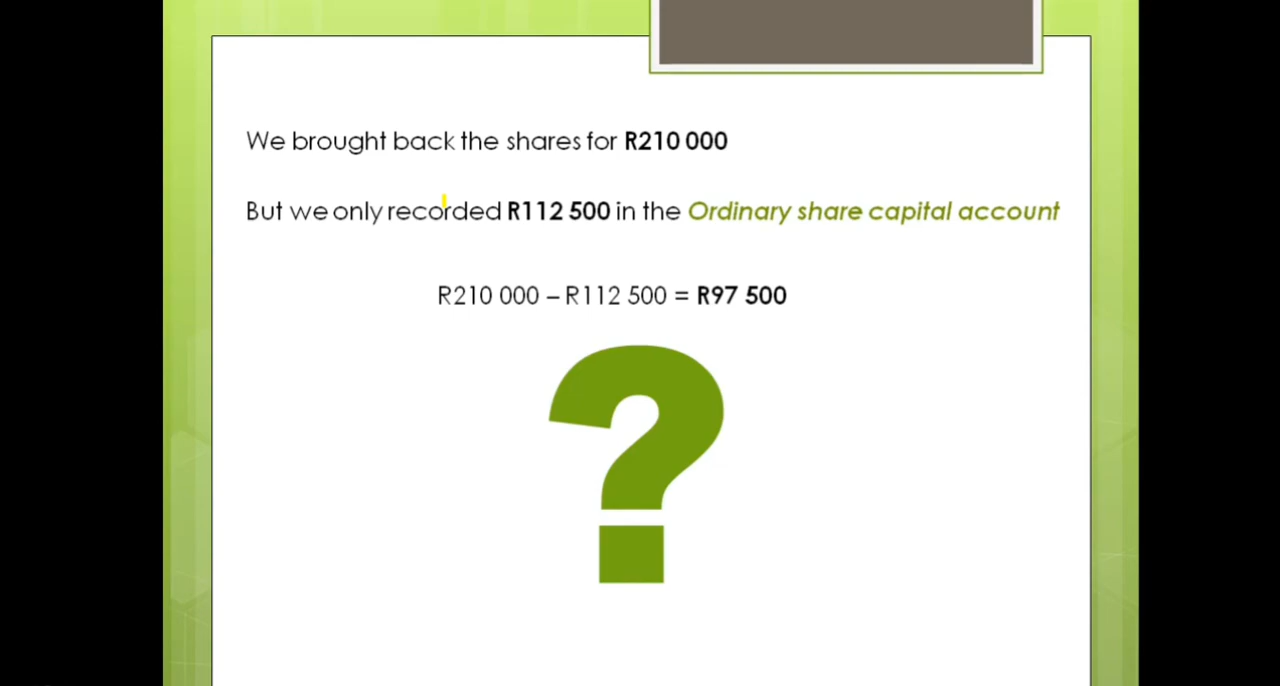 We brought back the shares for R210 000
But we only recorded R112 500 in the Ordinary share capital account
R210 000 – R112 500 = R97 500
?